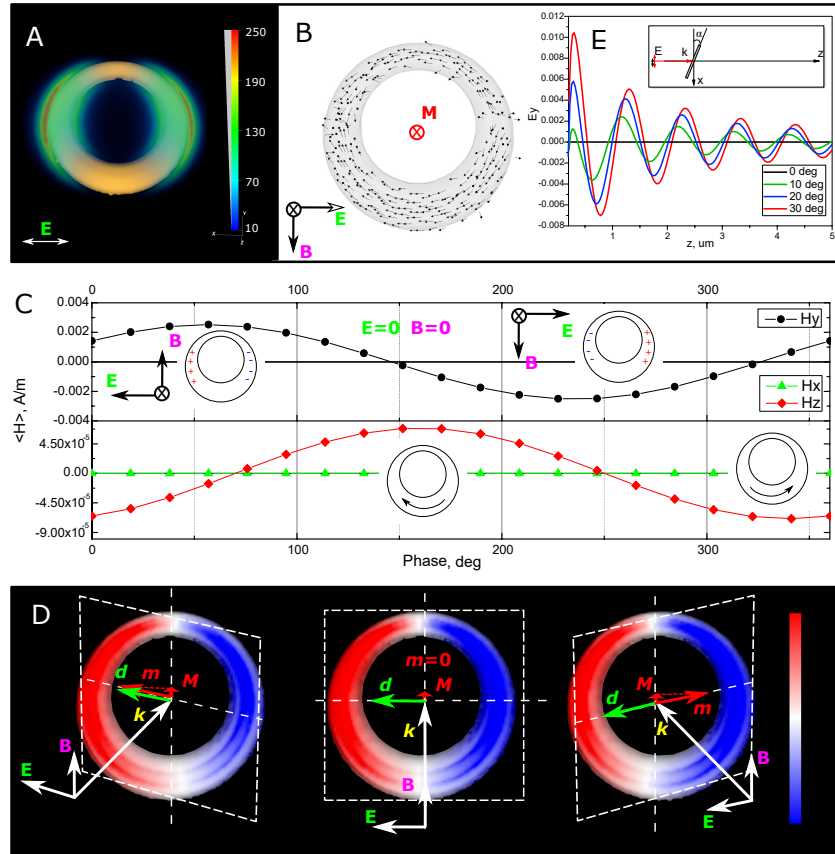 A
250
190
130
70
10
E
x
y
z
B
M
E
B
E
0.012
0.010
0.008
0.006
0.004
0.002
0.000
-0.002
-0.004
-0.006
-0.008
Ey
α
E
k
z
x
0 deg
10 deg
20 deg
30 deg
0 1 2 3 4 5
z, um
C
0 100 200 300
0.004
0.002
0.000
-0.002
-0.004
E=0 B=0
B
E
E
B
Hy
Hx
Hz
<H>, A/m
4.50x10⁻⁵
0.00
-4.50x10⁻⁵
-9.00x10⁻⁵
0 100 200 300
Phase, deg
D
d
m
M
k
B
E
m=0
d
M
k
B
E
M
d
m
k
B
E